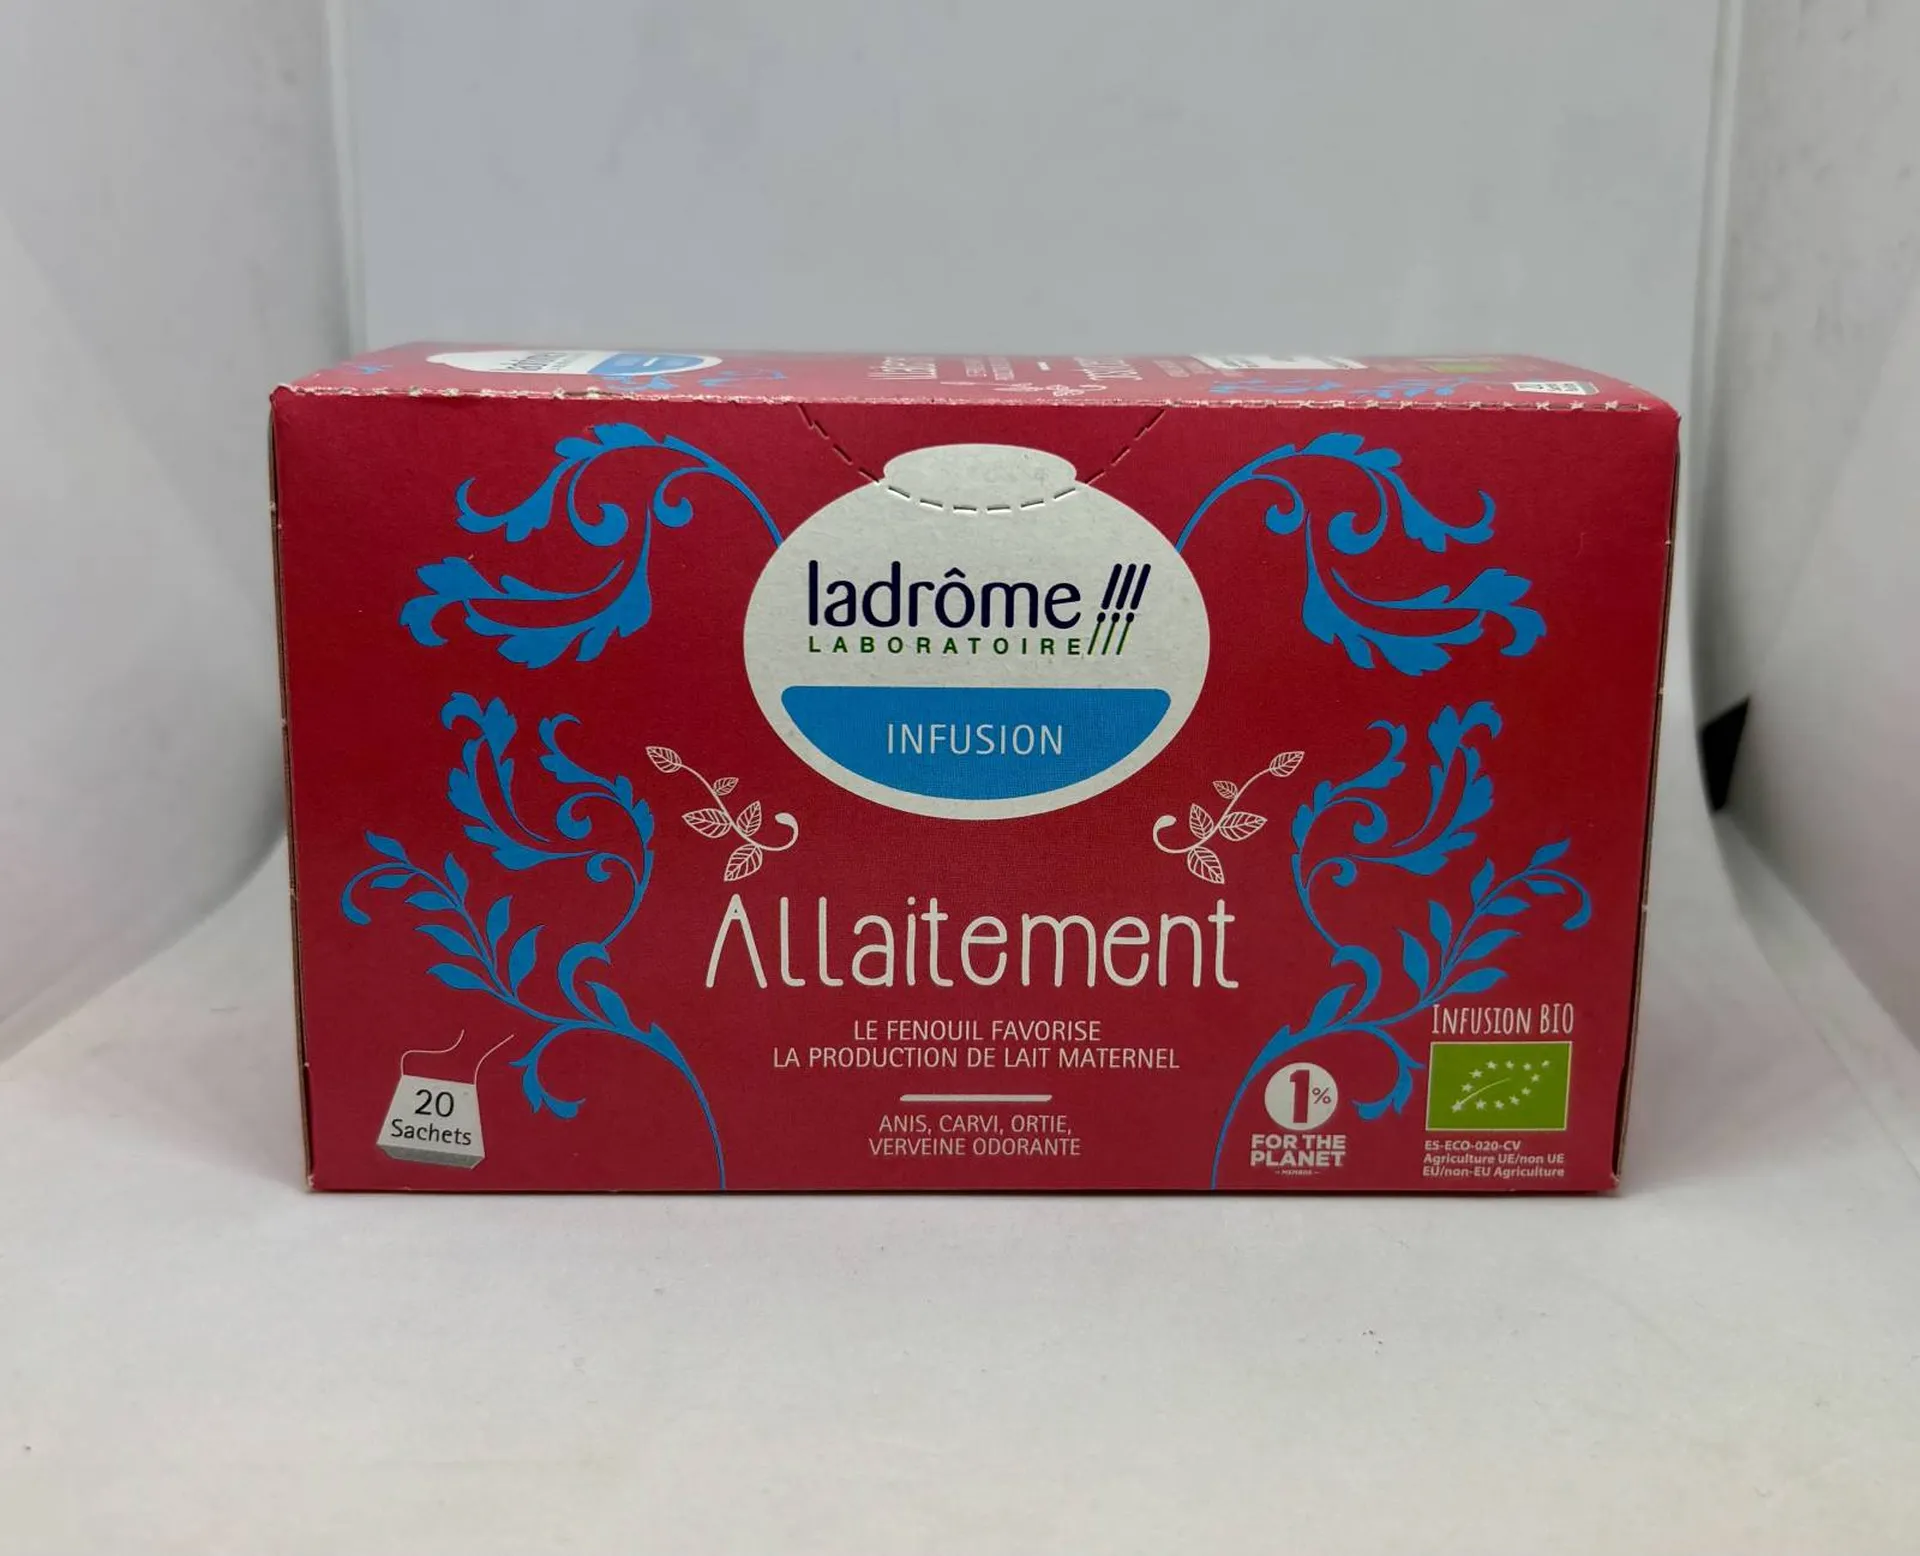 ladrôme
LABORATOIRE
INFUSION
Allaitement
LE FENOUIL FAVORISE
LA PRODUCTION DE LAIT MATERNEL
ANIS, CARVI, ORTIE,
VERVEINE ODORANTE
20
Sachets
1%
FOR THE
PLANET
MEMBRE
INFUSION BIO
ES-ECO-020-CV
Agriculture UE/non UE
EU/non-EU Agriculture